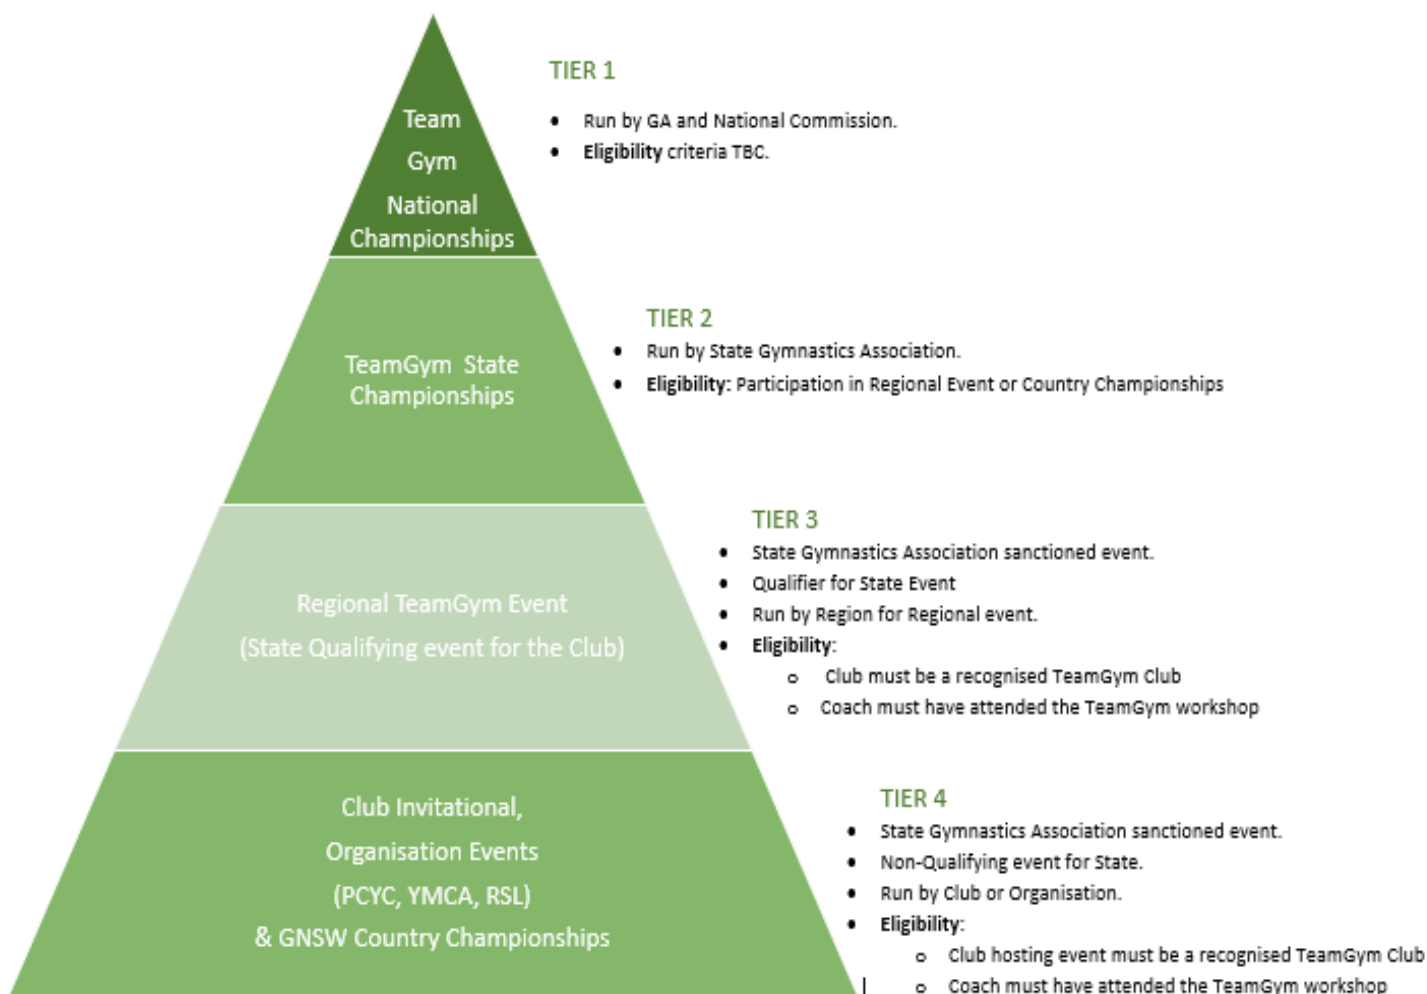 Team
Gym
National
Championships
TIER 1
• Run by GA and National Commission.
• Eligibility criteria TBC.
TeamGym State
Championships
TIER 2
• Run by State Gymnastics Association.
• Eligibility: Participation in Regional Event or Country Championships
Regional TeamGym Event
(State Qualifying event for the Club)
TIER 3
• State Gymnastics Association sanctioned event.
• Qualifier for State Event
• Run by Region for Regional event.
• Eligibility:
o Club must be a recognised TeamGym Club
o Coach must have attended the TeamGym workshop
Club Invitational,
Organisation Events
(PCYC, YMCA, RSL)
& GNSW Country Championships
TIER 4
• State Gymnastics Association sanctioned event.
• Non-Qualifying event for State.
• Run by Club or Organisation.
• Eligibility:
o Club hosting event must be a recognised TeamGym Club
o Coach must have attended the TeamGym workshop